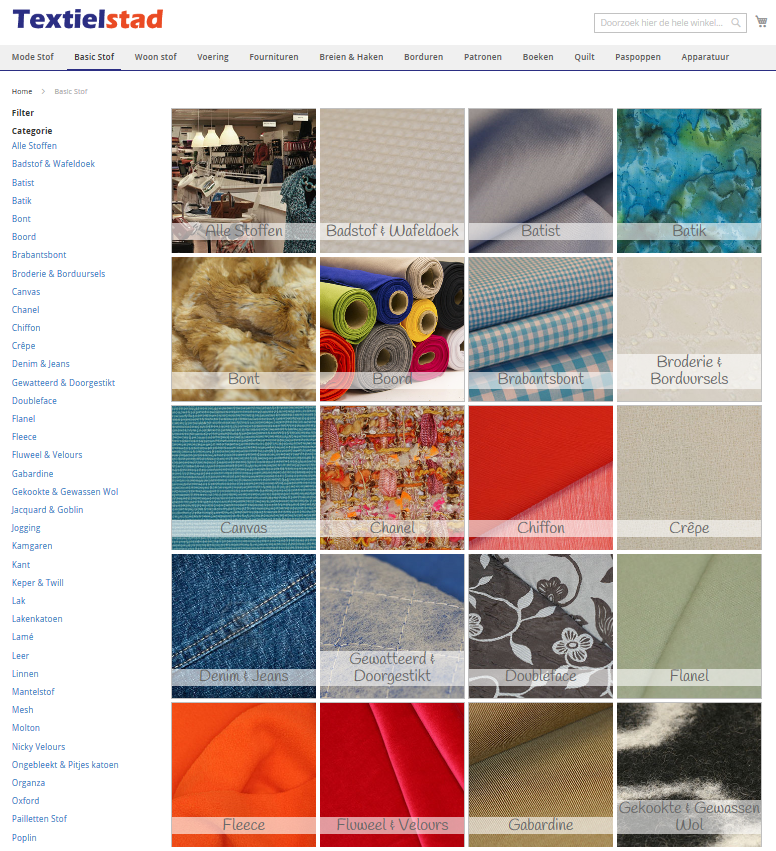 Textielstad
Doorzoek hier de hele winkel...
Mode Stof Basic Stof Woon stof Voering Fournituren Breien & Haken Borduren Patronen Boeken Quilt Paspoppen Apparatuur
Home > Basic Stof
Filter
Categorie
Alle Stoffen
Badstof & Wafeldoek
Batist
Batik
Bont
Boord
Brabantsbont
Broderie & Borduursels
Canvas
Chanel
Chiffon
Crêpe
Denim & Jeans
Gewatteerd & Doorgestikt
Doubleface
Flanel
Fleece
Fluweel & Velours
Gabardine
Gekookte & Gewassen Wol
Jacquard & Goblin
Jogging
Kamgaren
Kant
Keper & Twill
Lak
Lakenkatoen
Lamé
Leer
Linnen
Mantelstof
Mesh
Molton
Nicky Velours
Ongebleekt & Pitjes katoen
Organza
Oxford
Pailletten Stof
Poplin
Alle Stoffen
Badstof & Wafeldoek
Batist
Batik
Bont
Boord
Brabantsbont
Broderie &
Borduursels
Canvas
Chanel
Chiffon
Crêpe
Denim & Jeans
Gewatteerd &
Doorgestikt
Doubleface
Flanel
Fleece
Fluweel & Velours
Gabardine
Gekookte & Gewassen
Wol